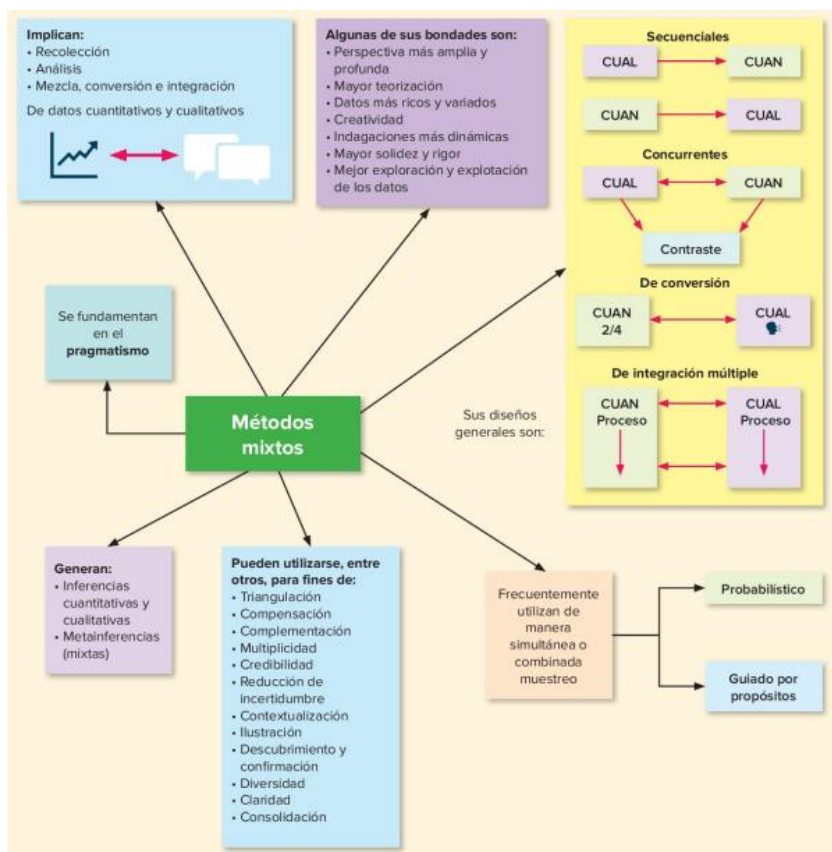 Implican:
• Recolección
• Análisis
• Mezcla, conversión e integración
De datos cuantitativos y cualitativos
Algunas de sus bondades son:
• Perspectiva más amplia y
profunda
• Mayor teorización
• Datos más ricos y variados
• Creatividad
• Indagaciones más dinámicas
• Mayor solidez y rigor
• Mejor exploración y explotación
de los datos
Secuenciales
CUAL
CUAN
CUAN
CUAL
Concurrentes
CUAL
CUAN
Contraste
De conversión
CUAN
2/4
CUAL
De integración múltiple
CUAN
Proceso
CUAL
Proceso
Se fundamentan
en el
pragmatismo
Métodos
mixtos
Sus diseños
generales son:
Generan:
• Inferencias
cuantitativas y
cualitativas
• Metainferencias
(mixtas)
Pueden utilizarse, entre
otros, para fines de:
• Triangulación
• Compensación
• Complementación
• Multiplicidad
• Credibilidad
• Reducción de
incertidumbre
• Contextualización
• Ilustración
• Descubrimiento y
confirmación
• Diversidad
• Claridad
• Consolidación
Frecuentemente
utilizan de
manera
simultánea o
combinada
muestreo
Probabilístico
Guiado por
propósitos